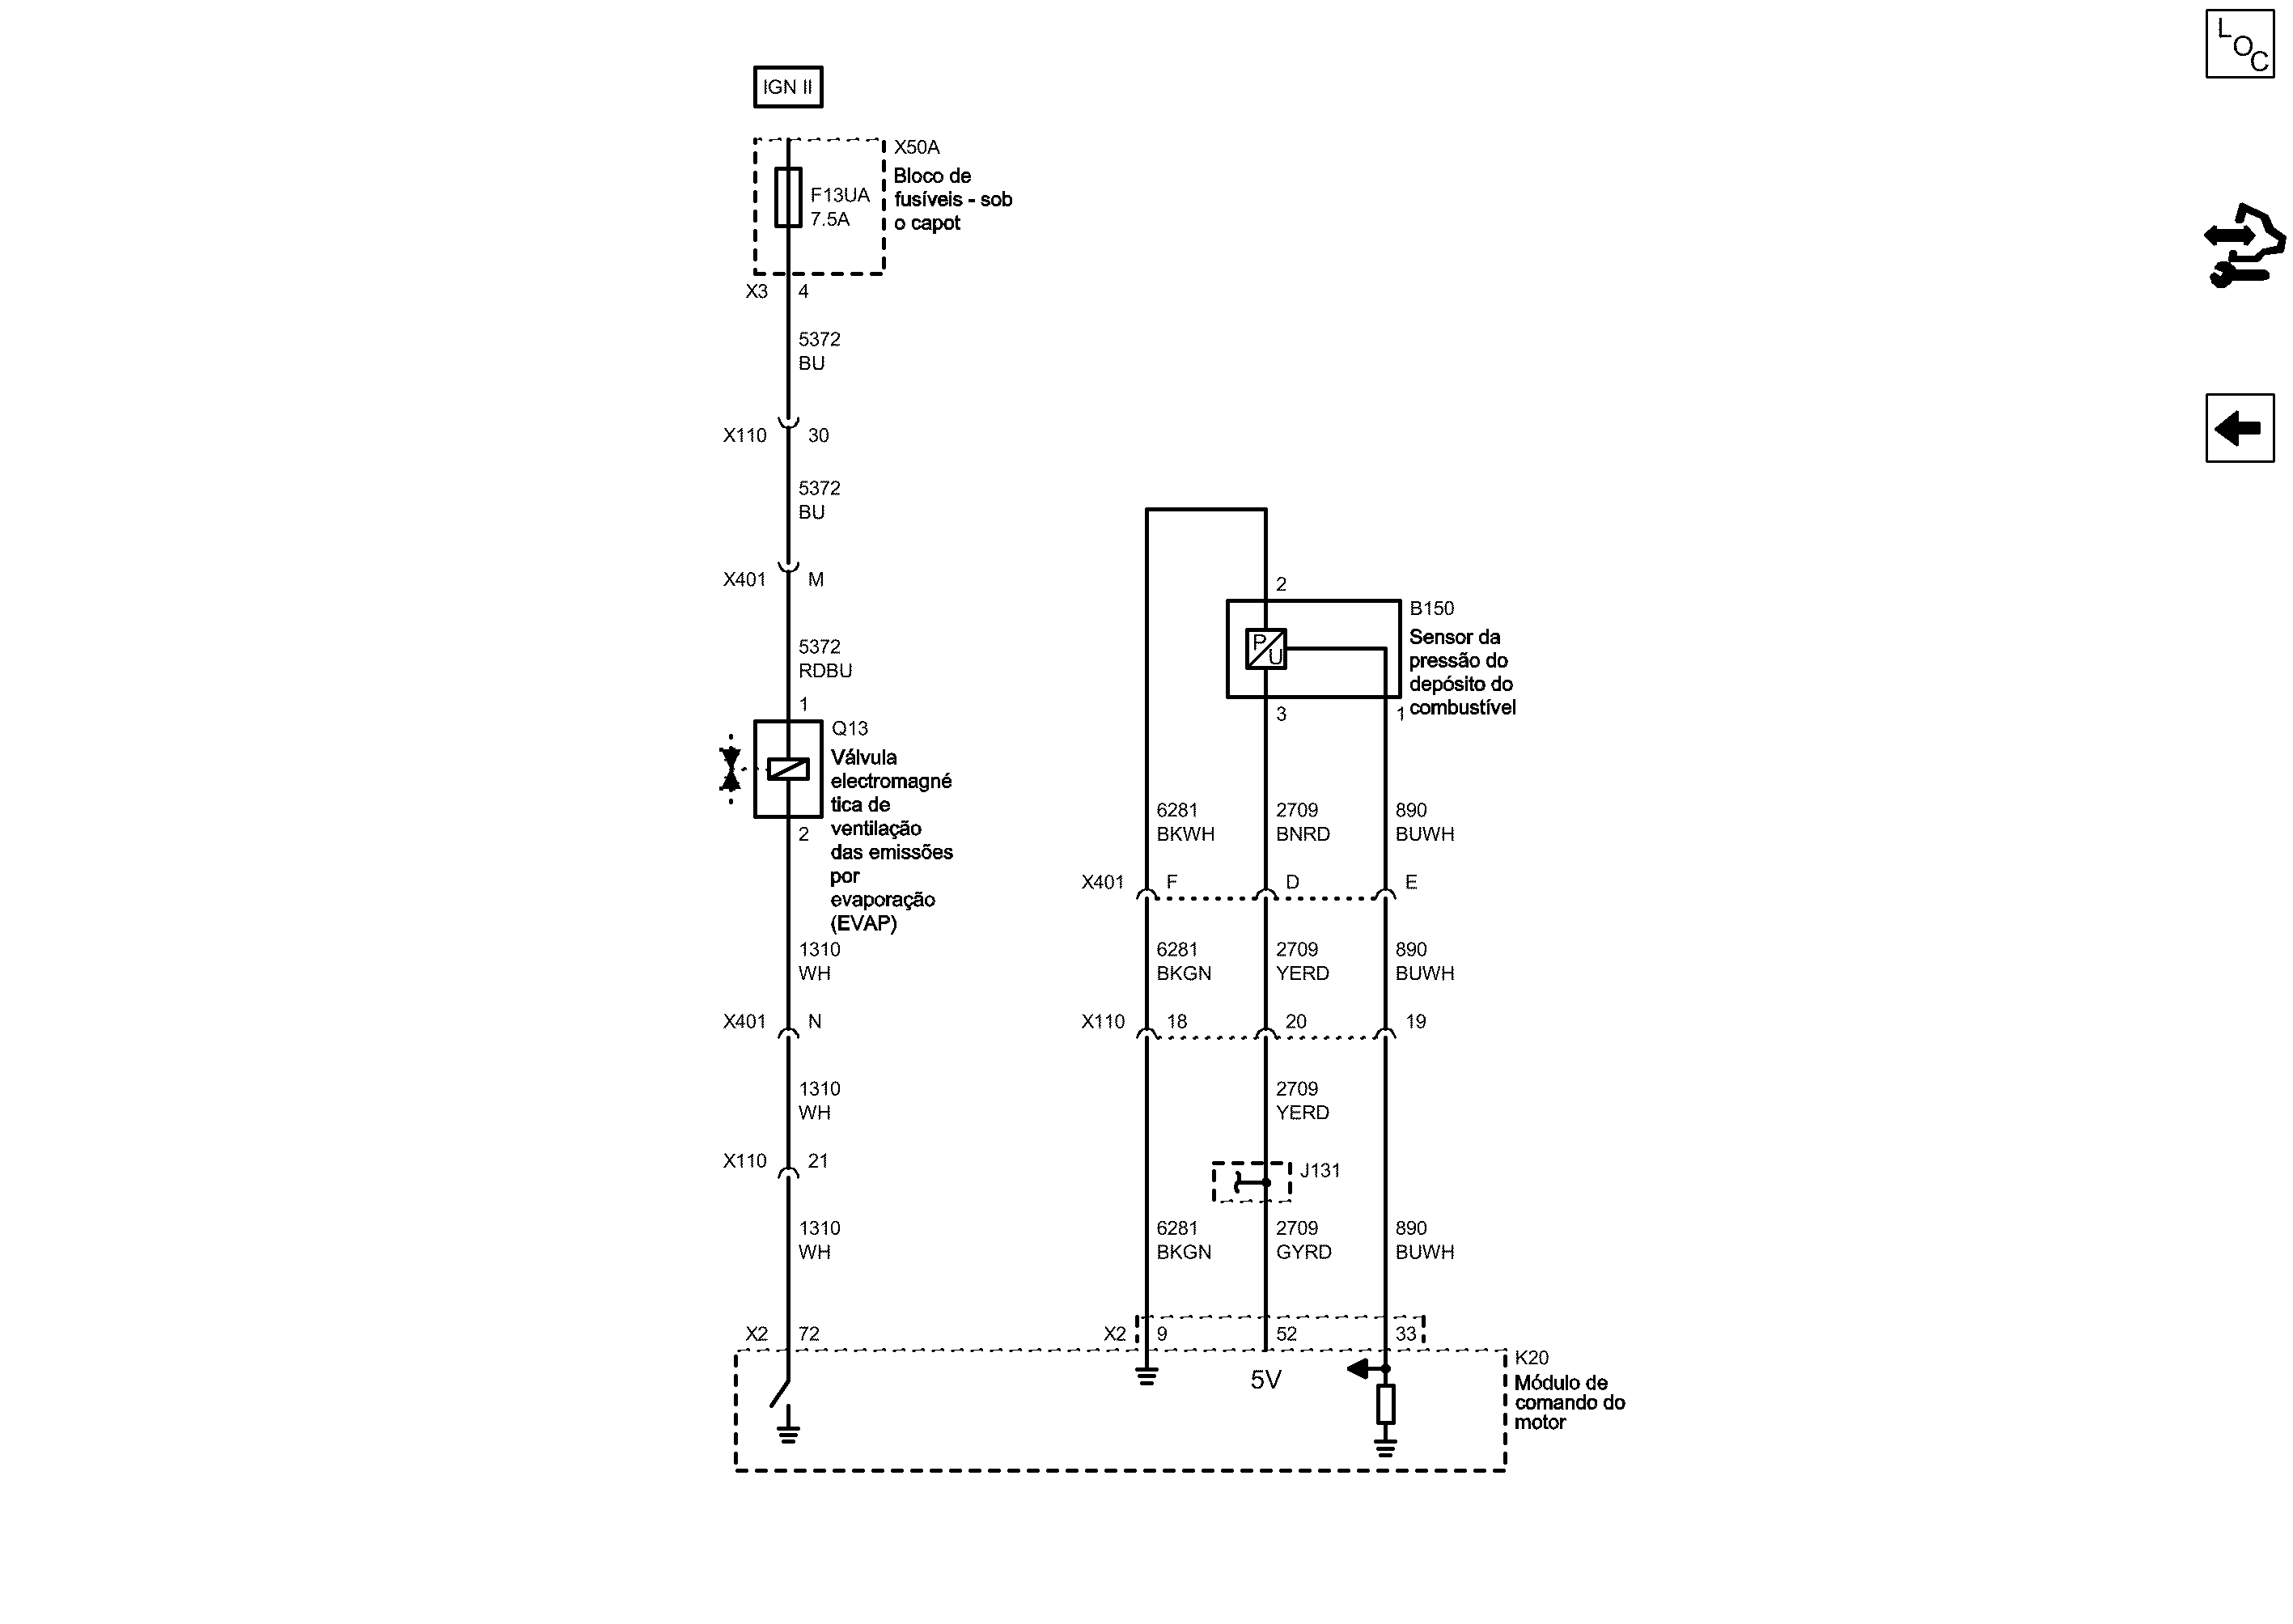 LOC
IGN II
X50A
Bloco de
fusíveis - sob
o capot
F13UA
7.5A
X3 4
5372
BU
X110 30
5372
BU
X401 M
5372
RDBU
1
Q13
Válvula
electromagné
tica de
ventilação
das emissões
por
evaporação
(EVAP)
2
1310
WH
X401 N
1310
WH
X110 21
1310
WH
X2 72
2
B150
Sensor da
pressão do
depósito do
combustível
P
U
3 1
6281 2709 890
BKWH BNRD BUWH
X401 F D E
6281 2709 890
BKGN YERD BUWH
X110 18 20 19
2709
YERD
J131
6281 2709 890
BKGN GYRD BUWH
X2 9 52 33
5V
K20
Módulo de
comando do
motor